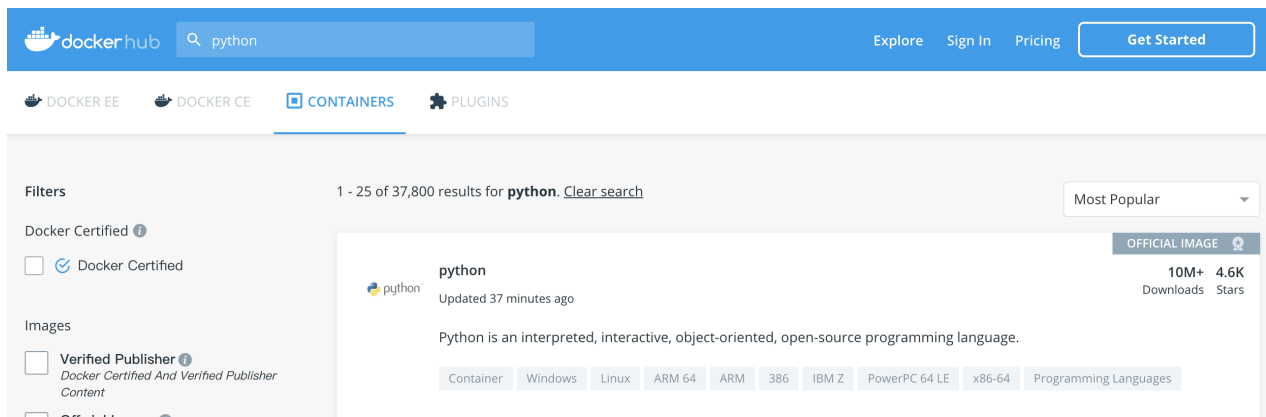 dockerhub python Explore Sign In Pricing Get Started
DOCKER EE DOCKER CE CONTAINERS PLUGINS
Filters
1 - 25 of 37,800 results for python. Clear search
Most Popular
Docker Certified
Docker Certified
Images
Verified Publisher
Docker Certified And Verified Publisher
Content
OFFICIAL IMAGE
python
python
Updated 37 minutes ago
10M+ 4.6K
Downloads Stars
Python is an interpreted, interactive, object-oriented, open-source programming language.
Container Windows Linux ARM 64 ARM 386 IBM Z PowerPC 64 LE x86-64 Programming Languages